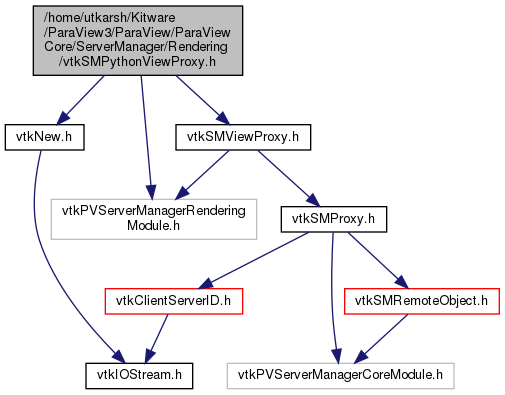 /home/utkarsh/Kitware
/ParaView3/ParaView/ParaView
Core/ServerManager/Rendering
/vtkSMPythonViewProxy.h
vtkNew.h
vtkSMViewProxy.h
vtkPVServerManagerRendering
Module.h
vtkSMProxy.h
vtkClientServerID.h
vtkSMRemoteObject.h
vtkIOStream.h
vtkPVServerManagerCoreModule.h